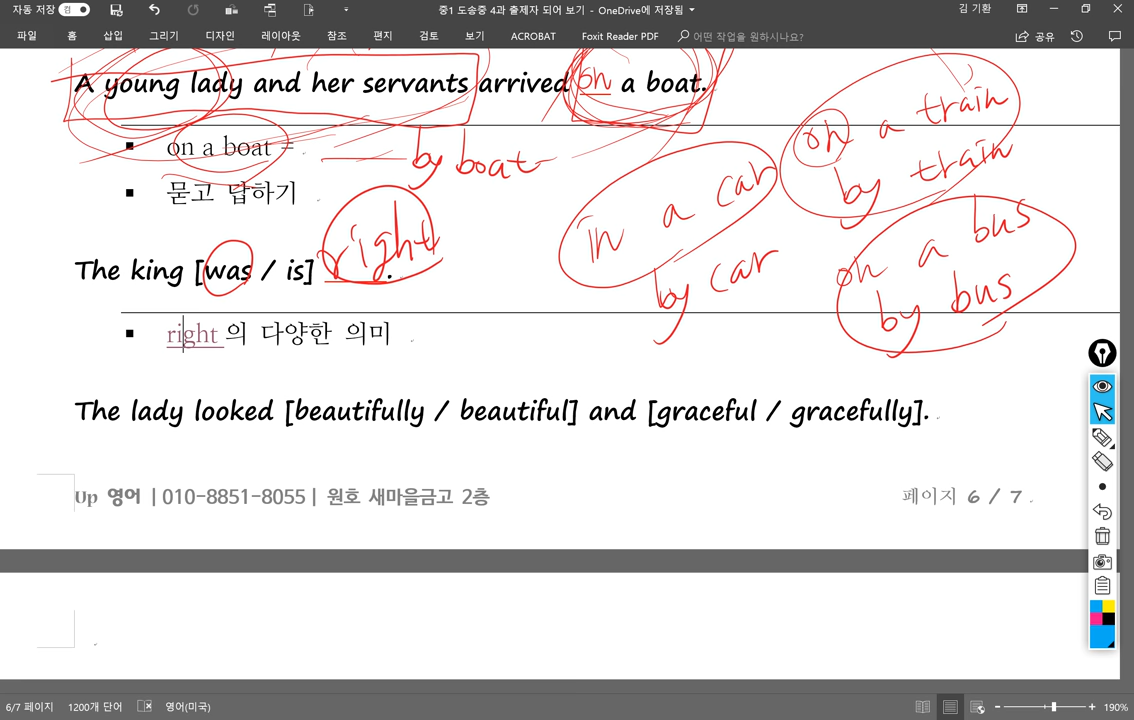 자동 저장 컴 중1 도송중 4과 출제자 되어 보기 - OneDrive에 저장됨 김 기환
파일 홈 삽입 그리기 디자인 레이아웃 참조 편지 검토 보기 ACROBAT Foxit Reader PDF 어떤 작업을 원하시나요? 공유
A young lady and her servants arrived on a boat.
on a train
on a boat = by boat
by train
묻고 답하기
in a car
by car
on a bus
by bus
The king [was / is] right.
right 의 다양한 의미
The lady looked [beautifully / beautiful] and [graceful / gracefully].
Up 영어 | 010-8851-8055 | 원호 새마을금고 2층 페이지 6 / 7
6/7 페이지 1200개 단어 영어(미국) 190%